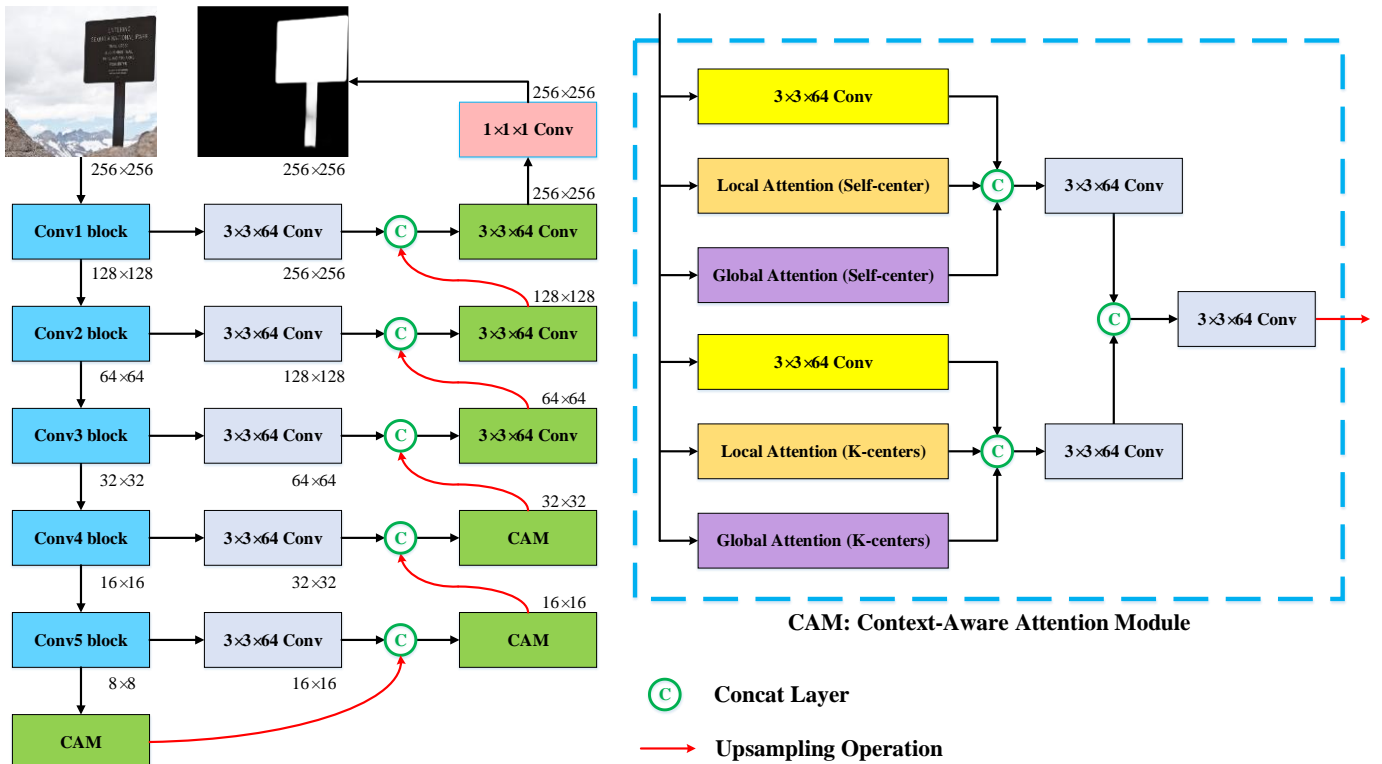 ENTERING
256×256
256×256
256×256
1×1×1 Conv
256×256
Conv1 block
3×3×64 Conv
C
3×3×64 Conv
128×128
256×256
128×128
Conv2 block
3×3×64 Conv
C
3×3×64 Conv
64×64
128×128
64×64
Conv3 block
3×3×64 Conv
C
3×3×64 Conv
32×32
64×64
32×32
Conv4 block
3×3×64 Conv
C
CAM
16×16
32×32
16×16
Conv5 block
3×3×64 Conv
C
CAM
8×8
16×16
CAM
3×3×64 Conv
Local Attention (Self-center)
C
3×3×64 Conv
Global Attention (Self-center)
C
3×3×64 Conv
3×3×64 Conv
Local Attention (K-centers)
C
3×3×64 Conv
Global Attention (K-centers)
CAM: Context-Aware Attention Module
C
Concat Layer
Upsampling Operation